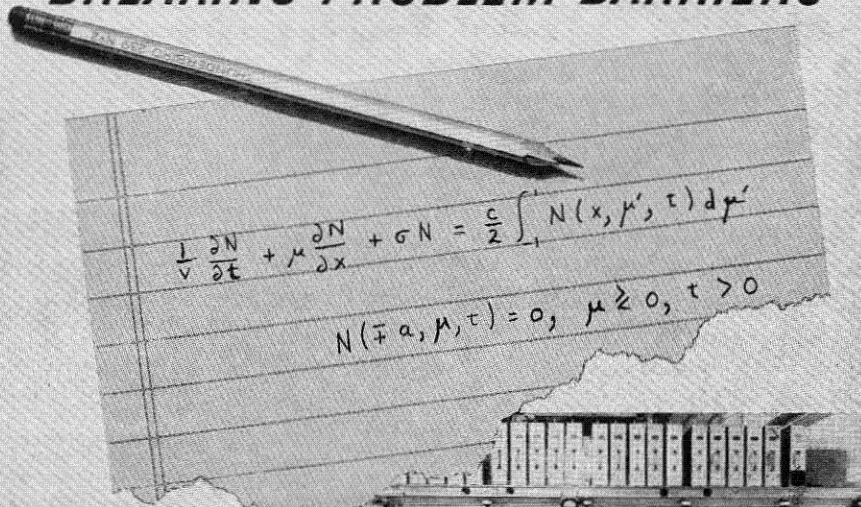 BREAKING PROBLEM BARRIERS
1/v ∂N/∂t + μ ∂N/∂x + σN = c/2 ∫₋₁¹ N(x, μ′, t) dμ′
N(∓a, μ, t) = 0, μ ≷ 0, t > 0